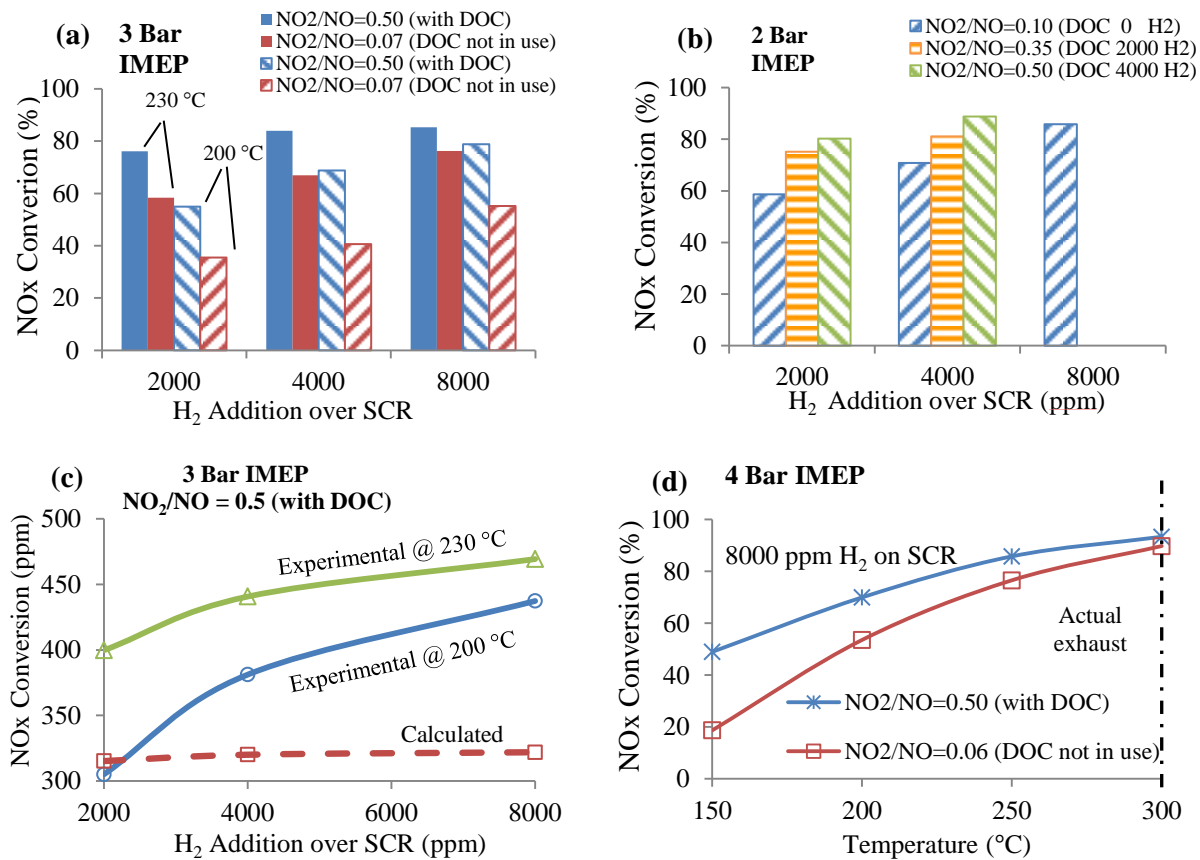 (a) 3 Bar
IMEP
NO2/NO=0.50 (with DOC)
NO2/NO=0.07 (DOC not in use)
NO2/NO=0.50 (with DOC)
NO2/NO=0.07 (DOC not in use)
NOx Converion (%)
100
80
60
40
20
0
230 °C
200 °C
2000 4000 8000
H₂ Addition over SCR
(b) 2 Bar
IMEP
NO2/NO=0.10 (DOC 0 H2)
NO2/NO=0.35 (DOC 2000 H2)
NO2/NO=0.50 (DOC 4000 H2)
NOx Conversion (%)
100
80
60
40
20
0
2000 4000 8000
H₂ Addition over SCR (ppm)
(c) 3 Bar IMEP
NO₂/NO = 0.5 (with DOC)
NOx Conversion (ppm)
500
450
400
350
300
Experimental @ 230 °C
Experimental @ 200 °C
Calculated
2000 4000 6000 8000
H₂ Addition over SCR (ppm)
(d) 4 Bar IMEP
NOx Conversion (%)
100
80
60
40
20
0
8000 ppm H₂ on SCR
Actual
exhaust
NO2/NO=0.50 (with DOC)
NO2/NO=0.06 (DOC not in use)
150 200 250 300
Temperature (°C)